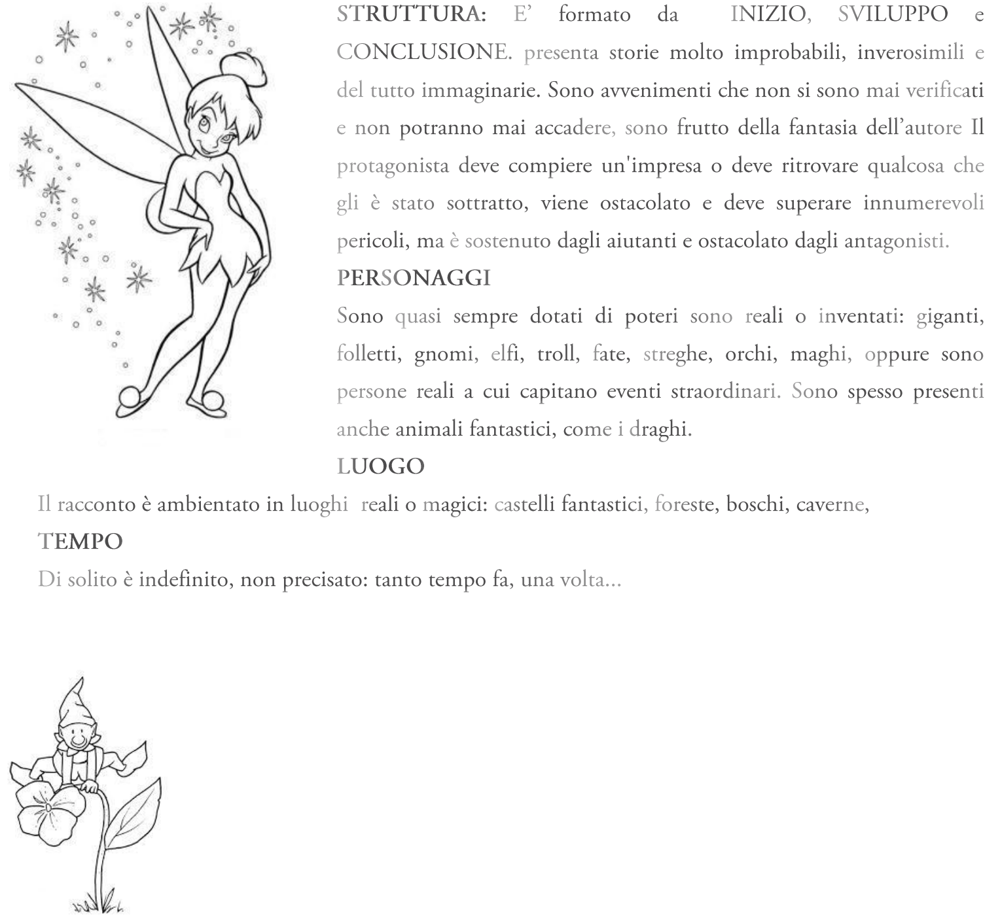 STRUTTURA: E’ formato da INIZIO, SVILUPPO e
CONCLUSIONE. presenta storie molto improbabili, inverosimili e
del tutto immaginarie. Sono avvenimenti che non si sono mai verificati
e non potranno mai accadere, sono frutto della fantasia dell’autore Il
protagonista deve compiere un'impresa o deve ritrovare qualcosa che
gli è stato sottratto, viene ostacolato e deve superare innumerevoli
pericoli, ma è sostenuto dagli aiutanti e ostacolato dagli antagonisti.
PERSONAGGI
Sono quasi sempre dotati di poteri sono reali o inventati: giganti,
folletti, gnomi, elfi, troll, fate, streghe, orchi, maghi, oppure sono
persone reali a cui capitano eventi straordinari. Sono spesso presenti
anche animali fantastici, come i draghi.
LUOGO
Il racconto è ambientato in luoghi reali o magici: castelli fantastici, foreste, boschi, caverne,
TEMPO
Di solito è indefinito, non precisato: tanto tempo fa, una volta...